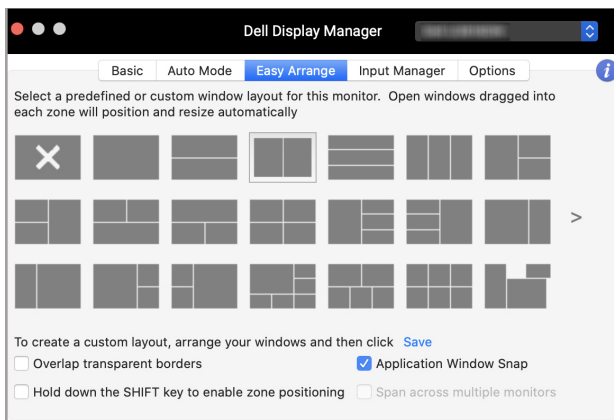 Dell Display Manager
Basic Auto Mode Easy Arrange Input Manager Options
i
Select a predefined or custom window layout for this monitor. Open windows dragged into
each zone will position and resize automatically
>
To create a custom layout, arrange your windows and then click Save
Overlap transparent borders Application Window Snap
Hold down the SHIFT key to enable zone positioning Span across multiple monitors